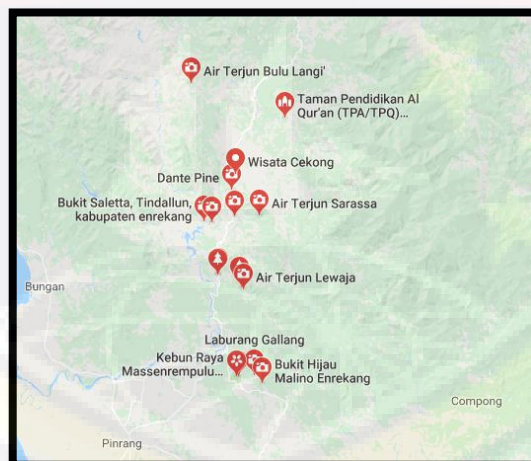 Air Terjun Bulu Langi'
Taman Pendidikan Al
Qur'an (TPA/TPQ)...
Wisata Cekong
Dante Pine
Bukit Saletta, Tindallun,
kabupaten enrekang
Air Terjun Sarassa
Bungan
Air Terjun Lewaja
Laburang Gallang
Kebun Raya
Massenrempulu...
Bukit Hijau
Malino Enrekang
Compong
Pinrang